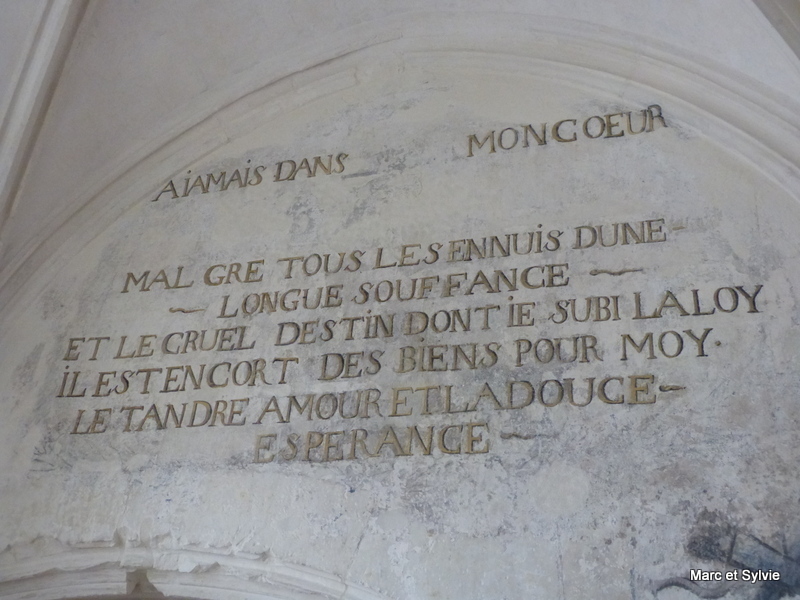 AIAMAIS DANS MONCOEUR
MAL GRE TOUS LES ENNUIS DUNE-
~ LONGUE SOUFFANCE ~
ET LE CRUEL DESTIN DONT IE SUBI LALOY
IL ESTENCORT DES BIENS POUR MOY.
LE TANDRE AMOUR ET LA DOUCE~
ESPERANCE ~
Marc et Sylvie